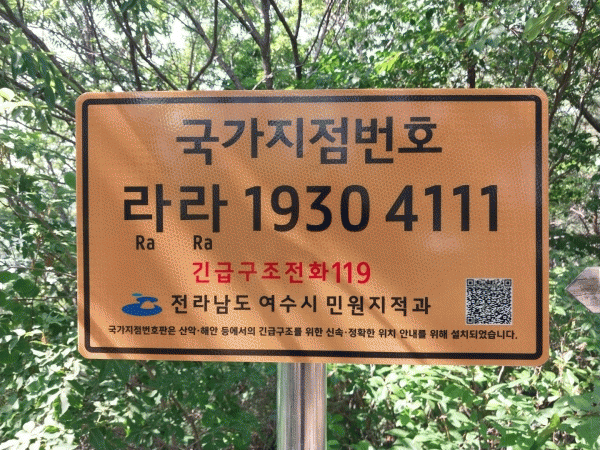 국가지점번호
라라 1930 4111
Ra Ra
긴급구조전화119
전라남도 여수시 민원지적과
국가지점번호판은 산악·해안 등에서의 긴급구조를 위한 신속·정확한 위치 안내를 위해 설치되었습니다.